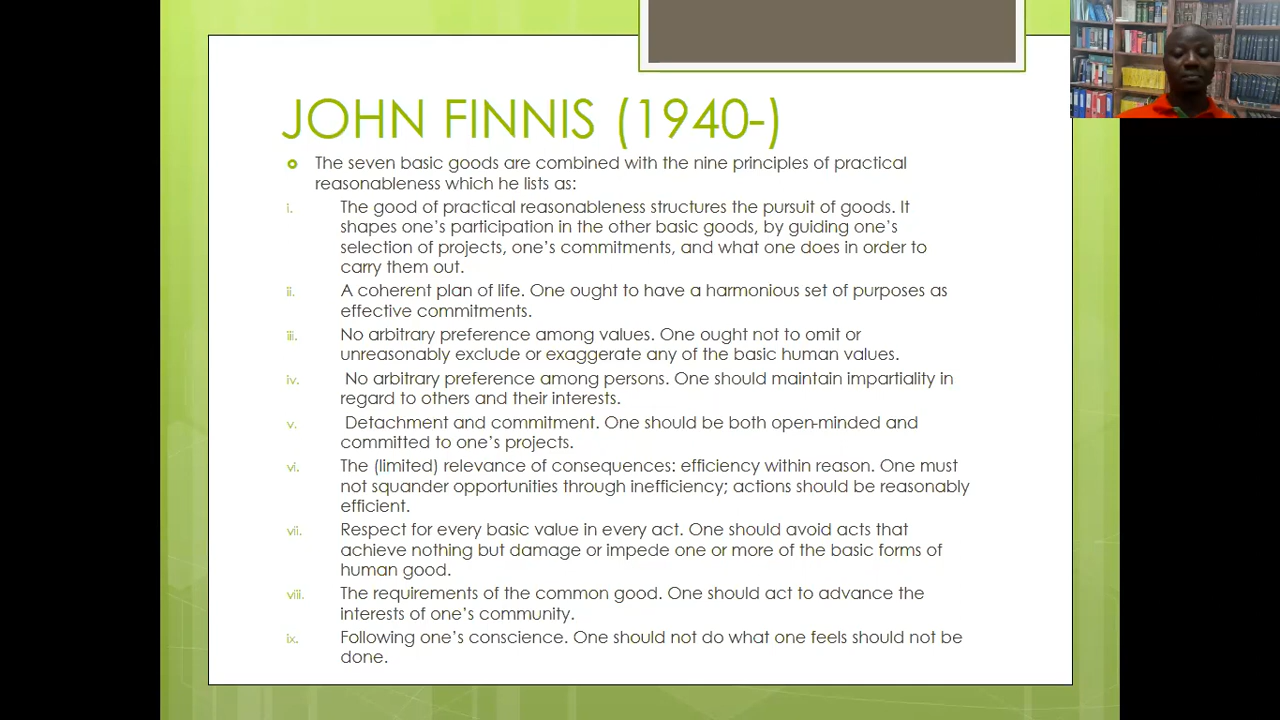 JOHN FINNIS (1940-)
The seven basic goods are combined with the nine principles of practical
reasonableness which he lists as:
i. The good of practical reasonableness structures the pursuit of goods. It
shapes one's participation in the other basic goods, by guiding one's
selection of projects, one's commitments, and what one does in order to
carry them out.
ii. A coherent plan of life. One ought to have a harmonious set of purposes as
effective commitments.
iii. No arbitrary preference among values. One ought not to omit or
unreasonably exclude or exaggerate any of the basic human values.
iv. No arbitrary preference among persons. One should maintain impartiality in
regard to others and their interests.
v. Detachment and commitment. One should be both open-minded and
committed to one's projects.
vi. The (limited) relevance of consequences: efficiency within reason. One must
not squander opportunities through inefficiency; actions should be reasonably
efficient.
vii. Respect for every basic value in every act. One should avoid acts that
achieve nothing but damage or impede one or more of the basic forms of
human good.
viii. The requirements of the common good. One should act to advance the
interests of one's community.
ix. Following one's conscience. One should not do what one feels should not be
done.